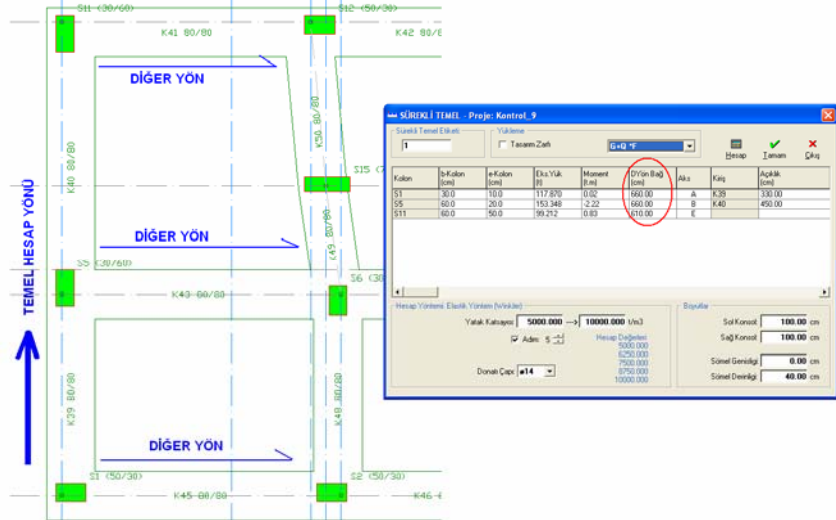 S11 (30/60)
S12 (50/30)
K41 80/80
K42 80/8
DİĞER YÖN
K50 80/80
K40 80/80
S15 (7
DİĞER YÖN
K49 80/80
S5 (30/60)
S6 (30
K43 80/80
TEMEL HESAP YÖNÜ
K39 80/80
K48 80/80
DİĞER YÖN
S1 (50/30)
S2 (50/30)
K45 80/80
K46 8
SÜREKLİ TEMEL - Proje: Kontrol_9
Sürekli Temel Etiketi:
1
Yükleme
Tasarım Zarfı
G+Q *F
Hesap
Tamam
Çıkış
Kolon b-Kolon (cm) e-Kolon (cm) Eks.Yük. (t) Moment (t.m) DYön Bağ (cm) Aks Kiriş Açıklık (cm)
S1 30.0 10.0 117.870 0.02 660.00 A K39 330.00
S5 60.0 20.0 153.348 -2.22 660.00 B K40 450.00
S11 60.0 50.0 99.212 0.83 610.00 E
Hesap Yöntemi: Elastik Yöntem (Winkler)
Yatak Katsayısı 5000.000 --> 10000.000 t/m3
Adım: 5
Hesap Değerleri
5000.000
6250.000
7500.000
8750.000
10000.000
Donatı Çapı: ø14
Boyutlar
Sol Konsol: 100.00 cm
Sağ Konsol: 100.00 cm
Sömel Genişliği: 0.00 cm
Sömel Derinliği: 40.00 cm